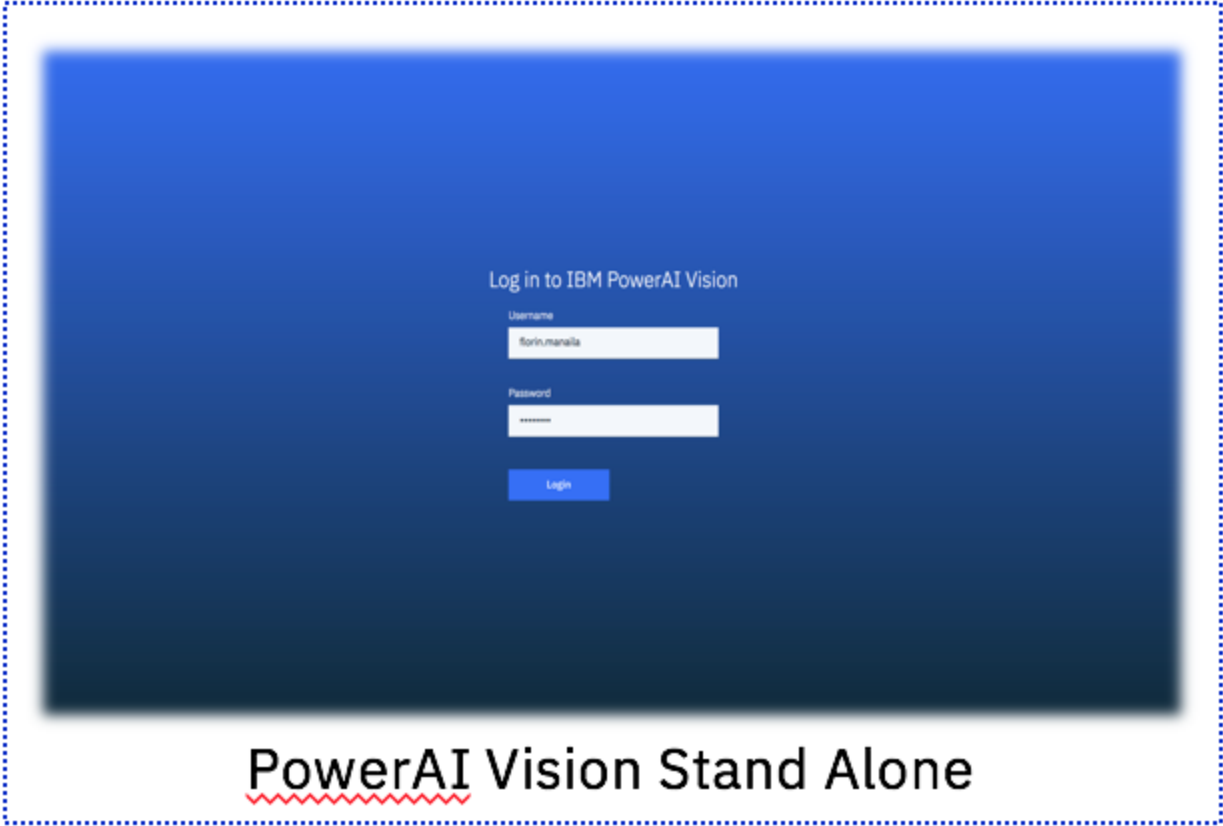 Log in to IBM PowerAI Vision
Username
florin.manaila
Password
Login
PowerAI Vision Stand Alone